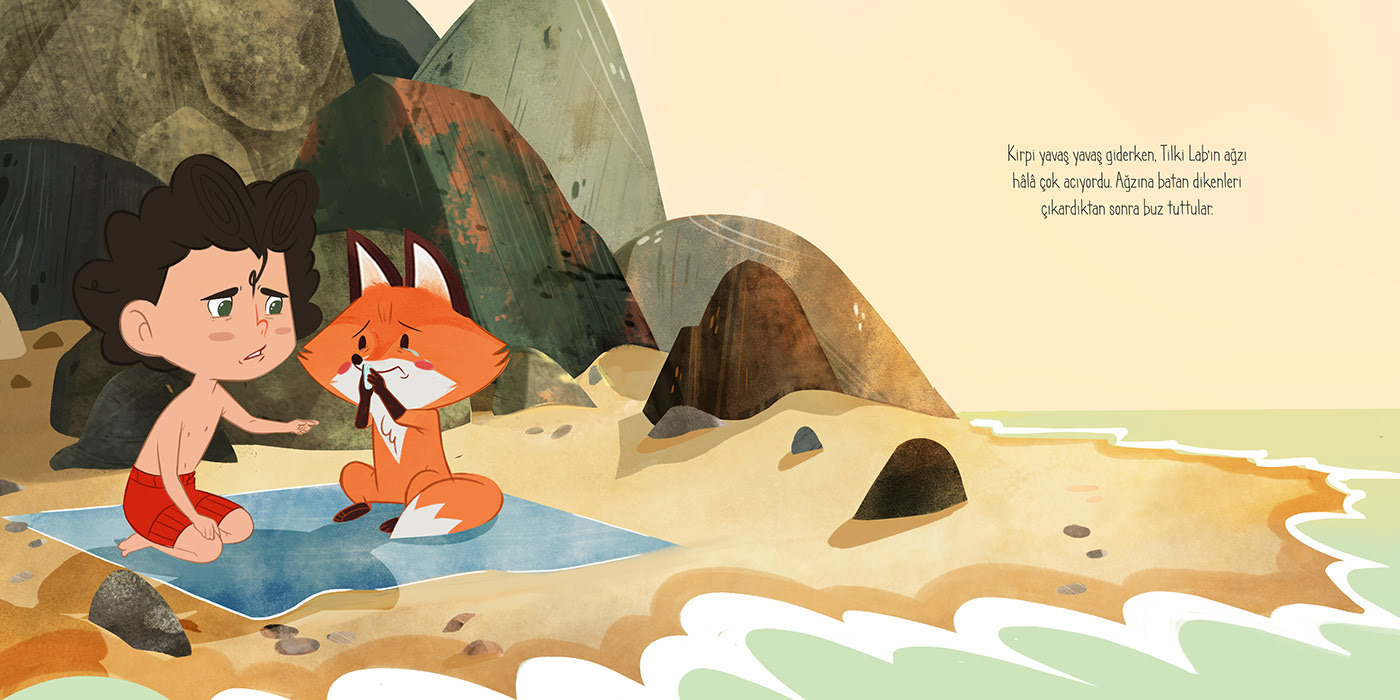 Kirpi yavaş yavaş giderken, Tilki Lab'ın ağzı
hâlâ çok acıyordu. Ağzına batan dikenleri
çıkardıktan sonra buz tuttular.